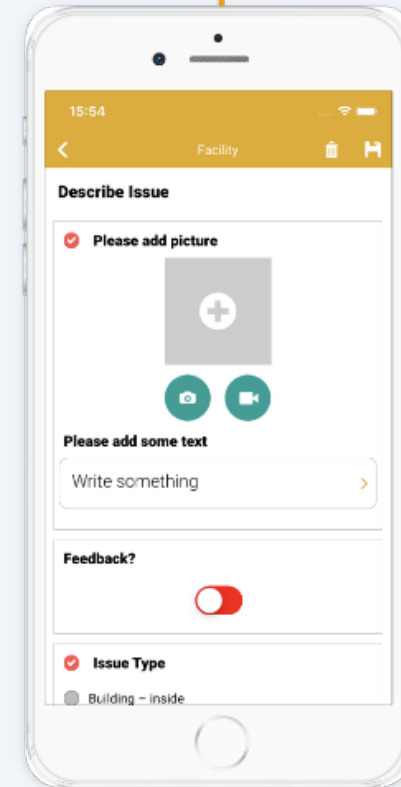 15:54
Facility
Describe Issue
Please add picture
Please add some text
Write something
Feedback?
Issue Type
Building – inside